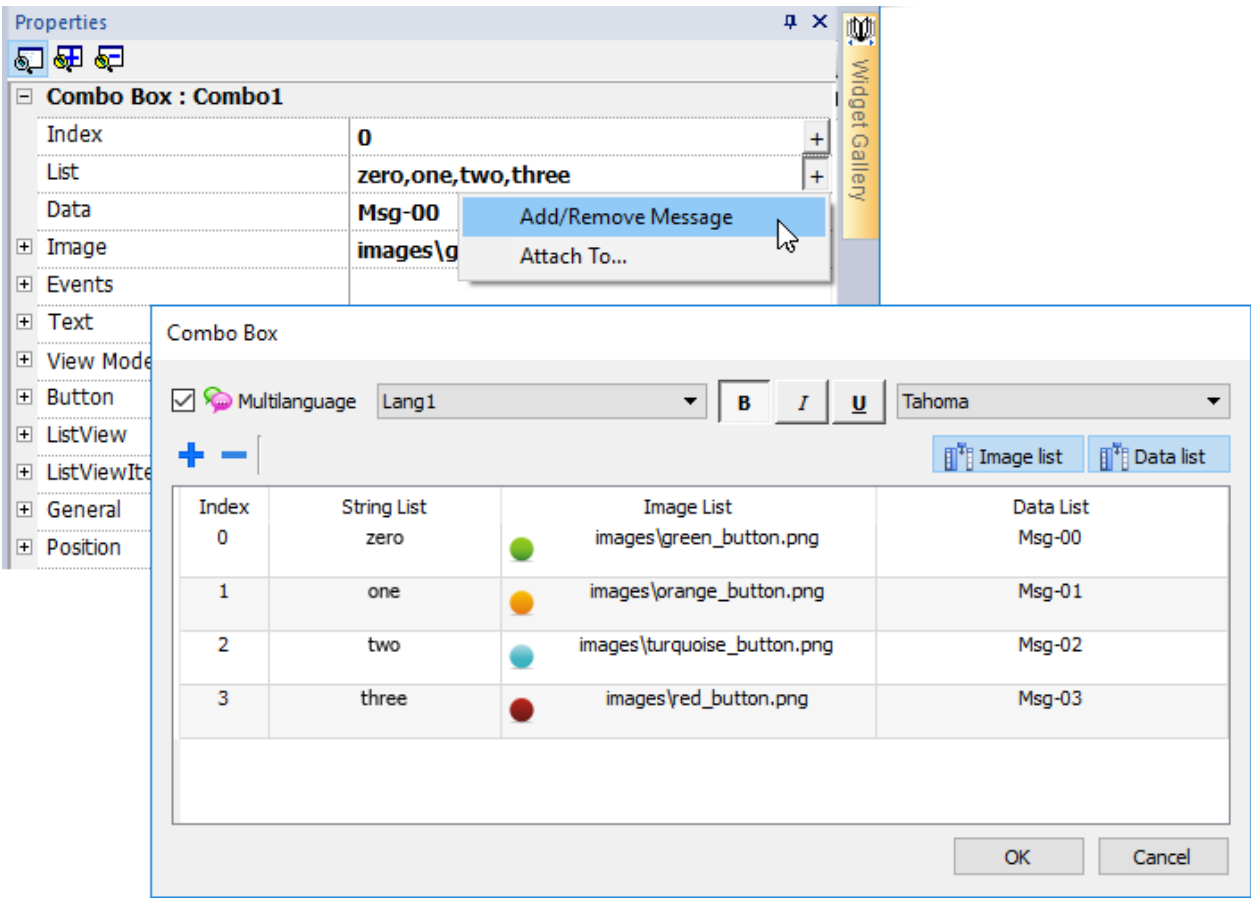 Properties
Widget Gallery
Combo Box : Combo1
Index 0 +
List zero,one,two,three +
Data Msg-00
Add/Remove Message
Image images\g
Attach To...
Events
Text
View Mode
Button
ListView
ListViewIte
General
Position
Combo Box
Multilanguage Lang1 B I U Tahoma
Image list Data list
Index String List Image List Data List
0 zero images\green_button.png Msg-00
1 one images\orange_button.png Msg-01
2 two images\turquoise_button.png Msg-02
3 three images\red_button.png Msg-03
OK Cancel